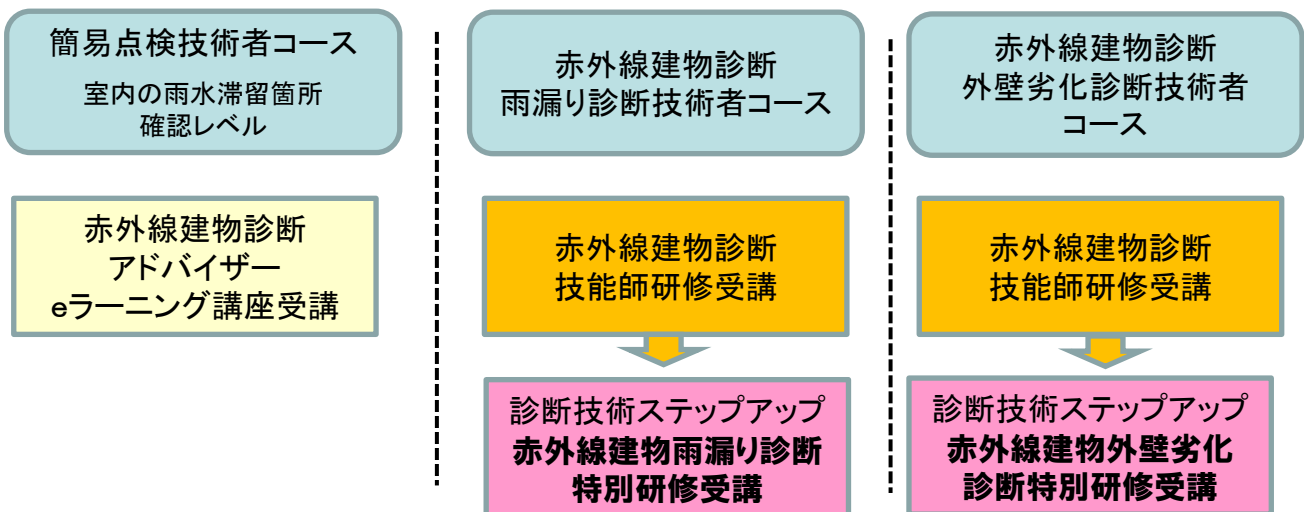 簡易点検技術者コース
室内の雨水滞留箇所
確認レベル
赤外線建物診断
アドバイザー
eラーニング講座受講
赤外線建物診断
雨漏り診断技術者コース
赤外線建物診断
技能師研修受講
診断技術ステップアップ
赤外線建物雨漏り診断
特別研修受講
赤外線建物診断
外壁劣化診断技術者
コース
赤外線建物診断
技能師研修受講
診断技術ステップアップ
赤外線建物外壁劣化
診断特別研修受講